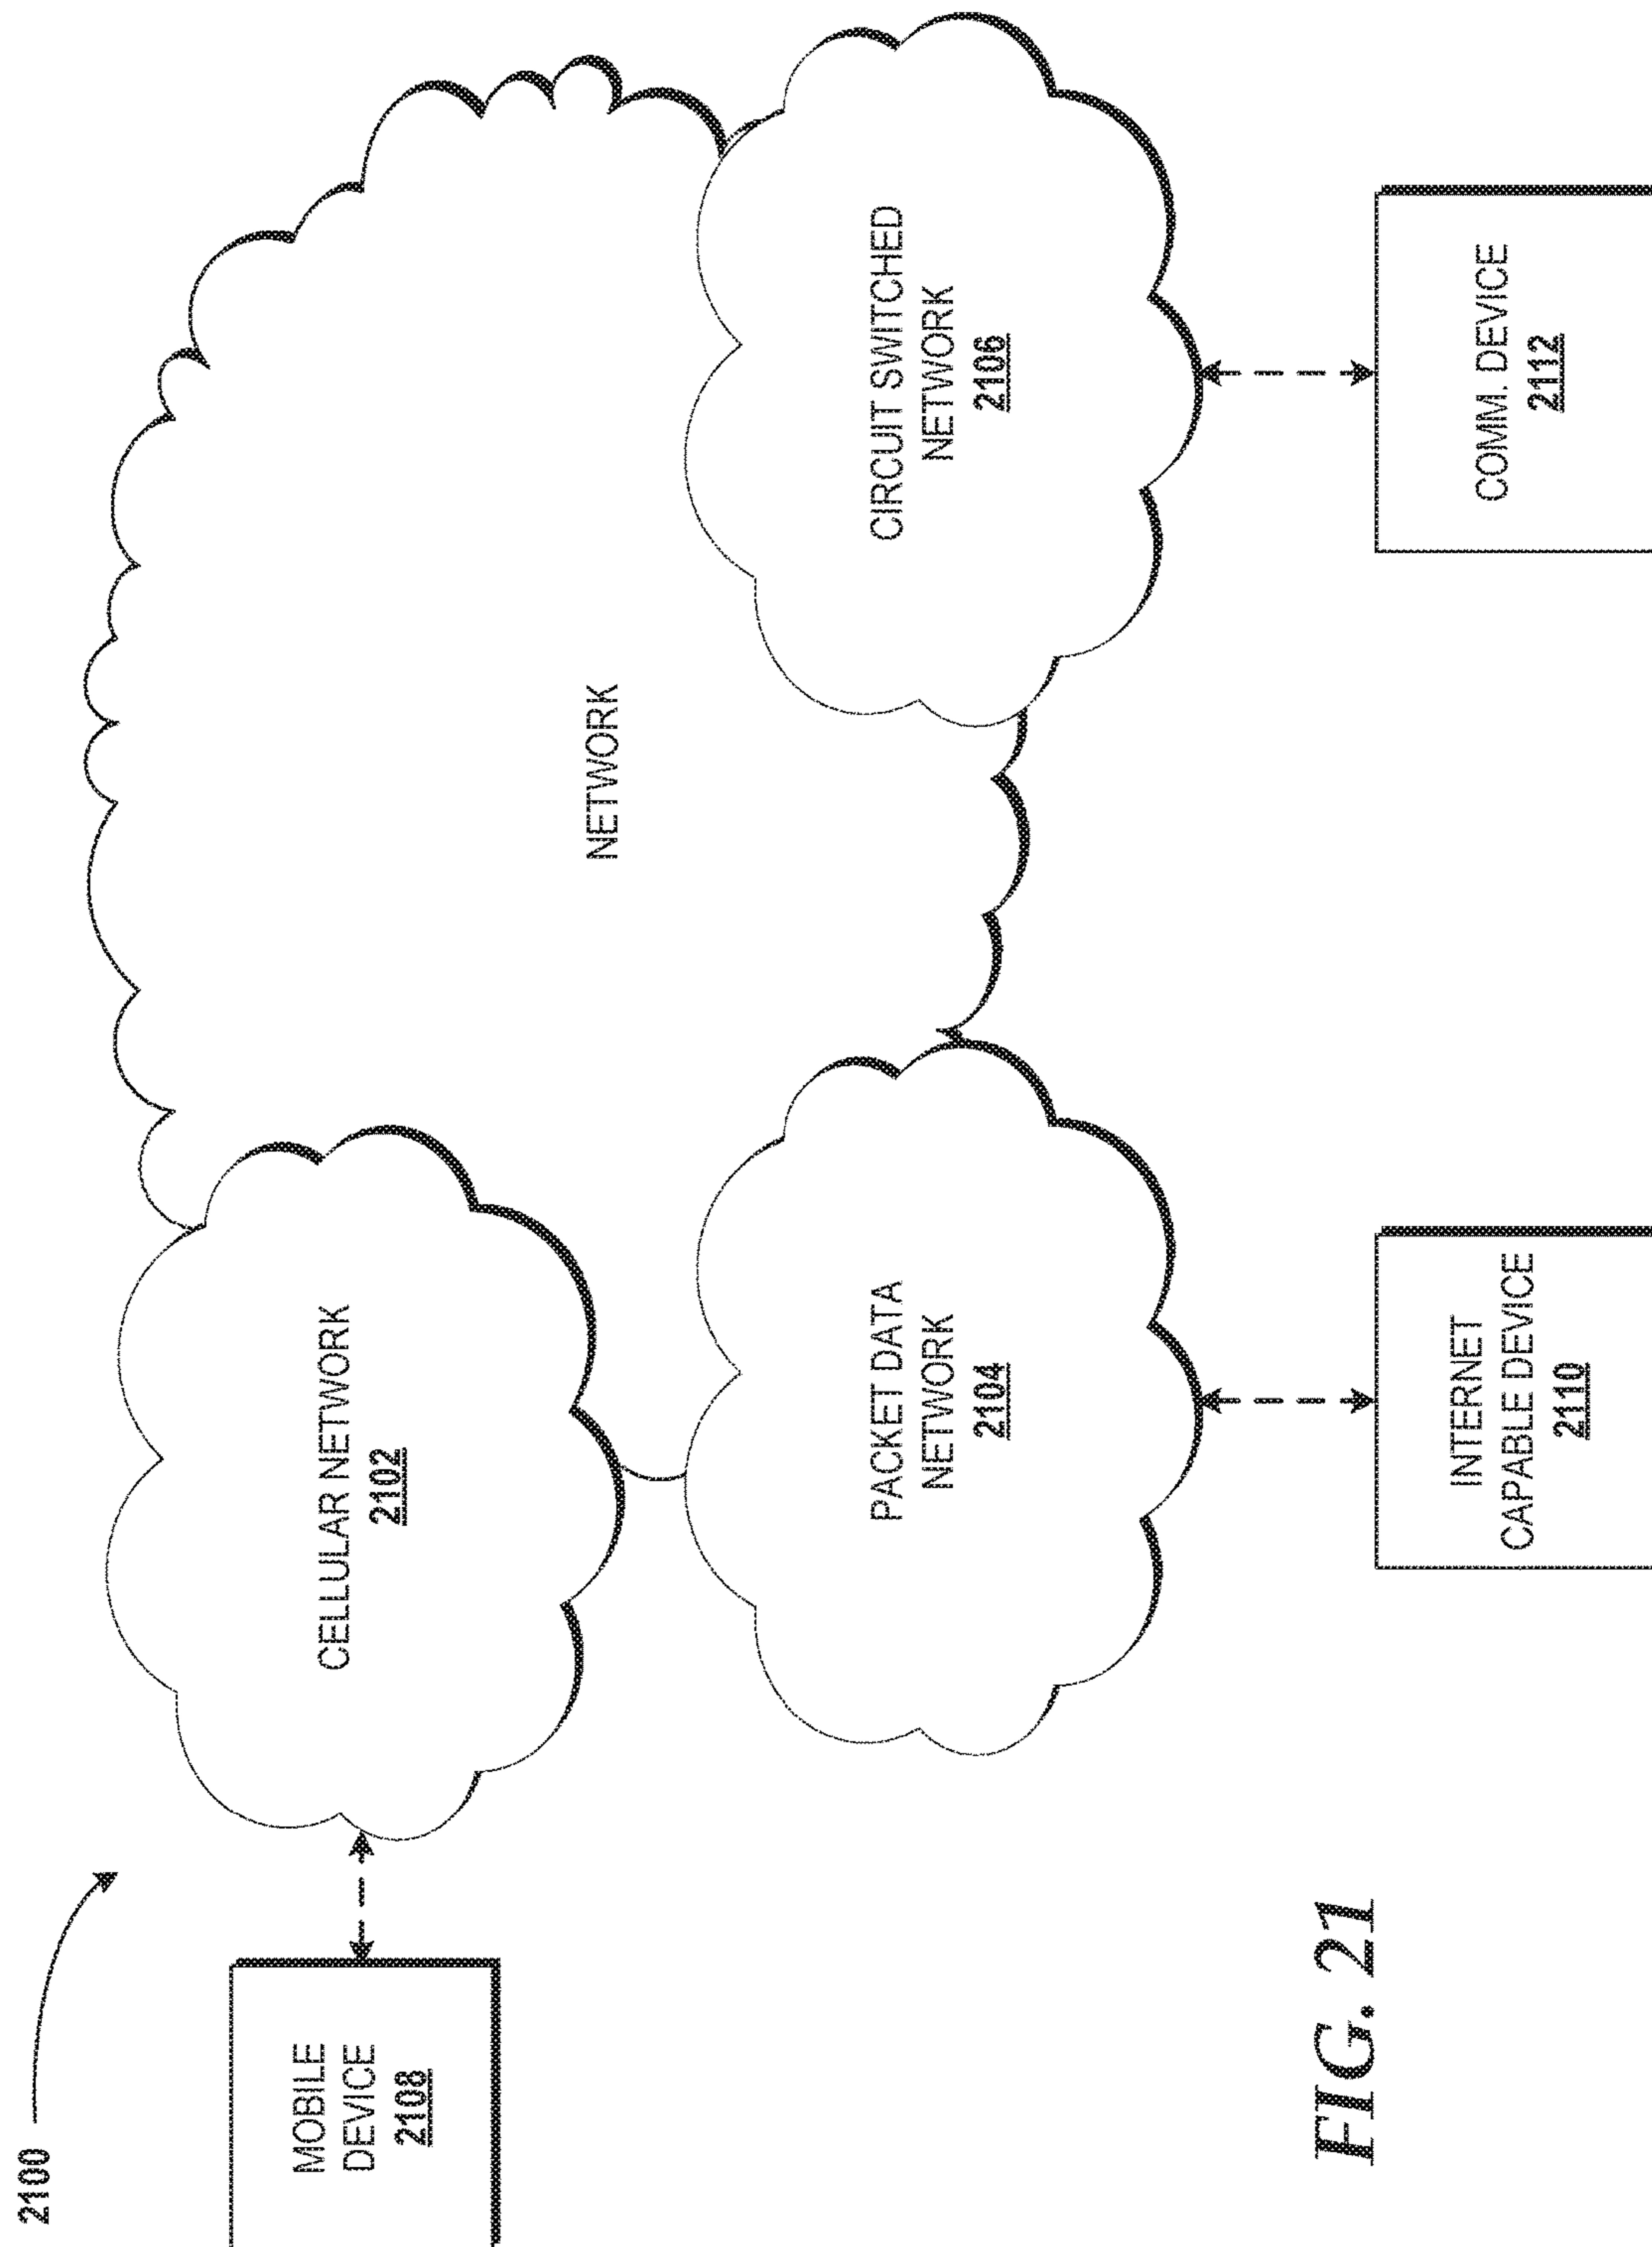 2100
MOBILE
DEVICE
2108
CELLULAR NETWORK
2102
NETWORK
PACKET DATA
NETWORK
2104
CIRCUIT SWITCHED
NETWORK
2106
INTERNET
CAPABLE DEVICE
2110
COMM. DEVICE
2112
FIG. 21